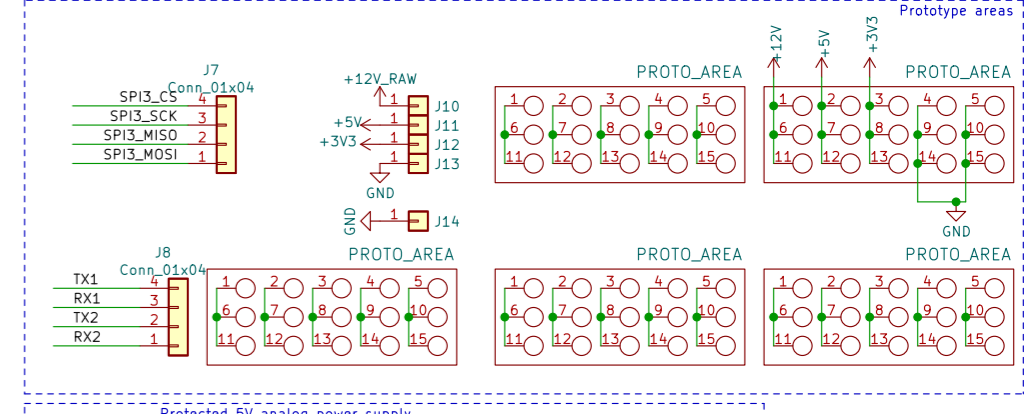 Prototype areas
J7
Conn_01x04
SPI3_CS 4
SPI3_SCK 3
SPI3_MISO 2
SPI3_MOSI 1
+12V_RAW
1 J10
+5V 1 J11
+3V3 1 J12
1 J13
GND
GND 1 J14
PROTO_AREA
1 2 3 4 5
6 7 8 9 10
11 12 13 14 15
+12V +5V +3V3
PROTO_AREA
1 2 3 4 5
6 7 8 9 10
11 12 13 14 15
GND
J8
Conn_01x04
TX1 4
RX1 3
TX2 2
RX2 1
PROTO_AREA
1 2 3 4 5
6 7 8 9 10
11 12 13 14 15
PROTO_AREA
1 2 3 4 5
6 7 8 9 10
11 12 13 14 15
PROTO_AREA
1 2 3 4 5
6 7 8 9 10
11 12 13 14 15
Protected 5V analog power supply